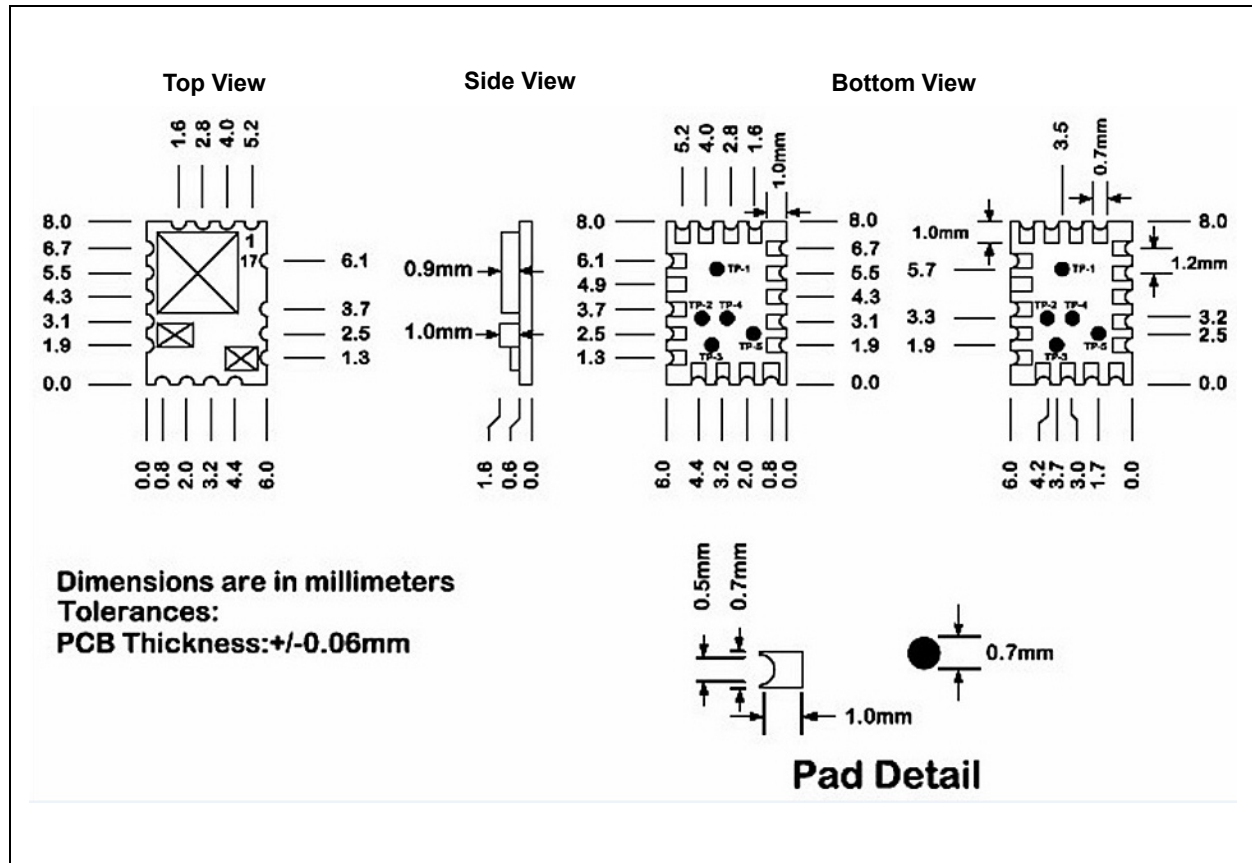 Top View
Side View
Bottom View
1.6 2.8 4.0 5.2
5.2 4.0 2.8 1.6 1.0mm
3.5 0.7mm
8.0
6.7
5.5
4.3
3.1
1.9
0.0
1
17
6.1
3.7
2.5
1.3
0.0 0.8 2.0 3.2 4.4 6.0
0.9mm
1.0mm
1.6 0.6 0.0
8.0
6.1
4.9
3.7
2.5
1.3
0.0
TP-1
TP-2 TP-4
TP-5
TP-3
8.0
6.7
5.5
4.3
3.1
1.9
0.0
6.0 4.4 3.2 2.0 0.8 0.0
1.0mm
5.7
3.3
1.9
TP-1
TP-2 TP-4
TP-5
TP-3
8.0
1.2mm
3.2
2.5
0.0
6.0 4.2 3.7 3.0 1.7 0.0
Dimensions are in millimeters
Tolerances:
PCB Thickness:+/-0.06mm
0.5mm 0.7mm
1.0mm
0.7mm
Pad Detail